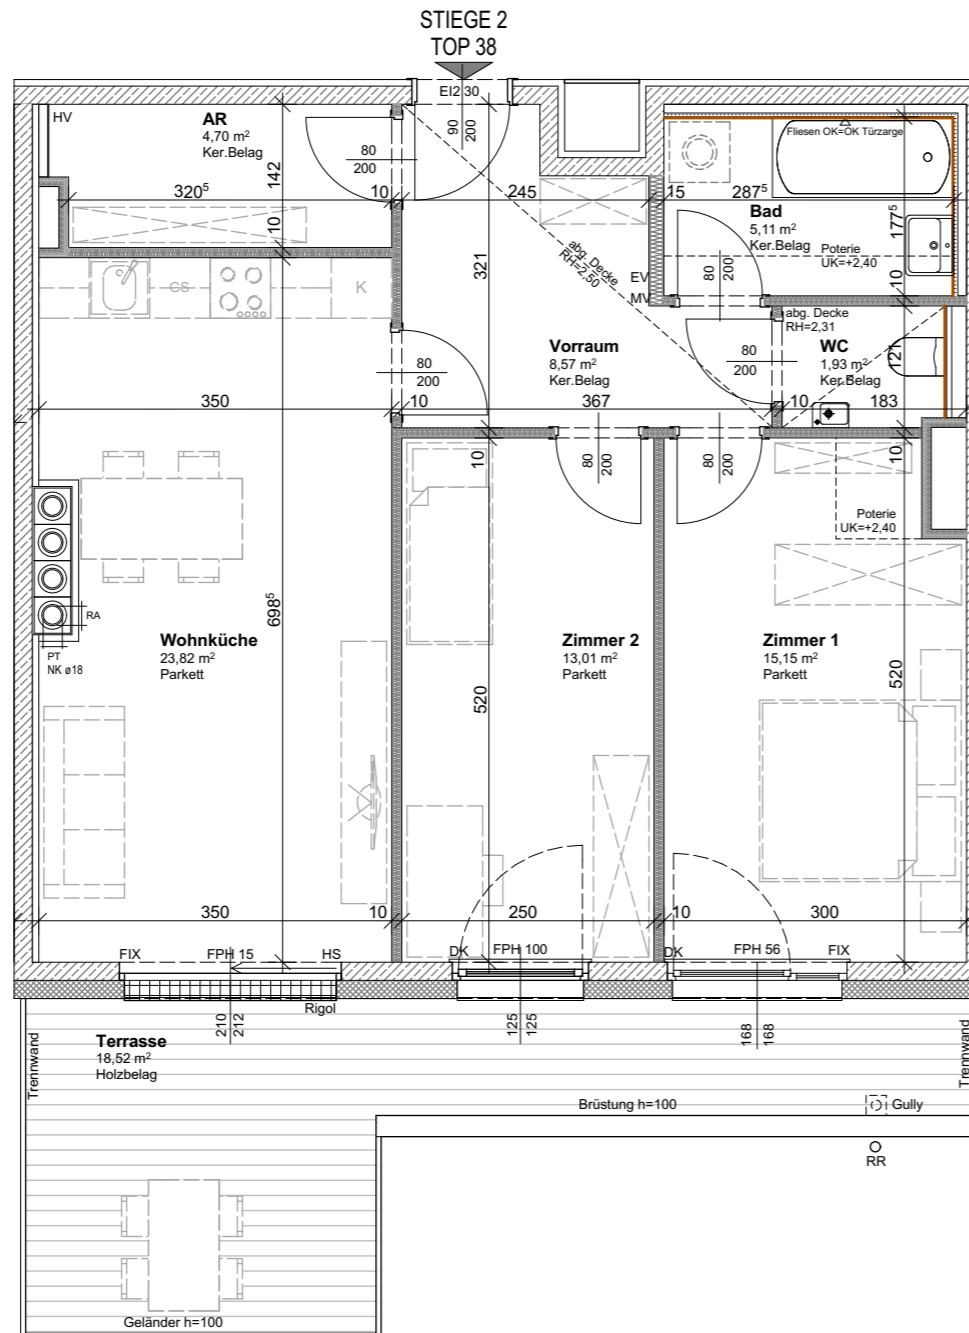 STIEGE 2
TOP 38
EI2 30
90
200
HV
AR
4,70 m²
Ker.Belag
80
200
142
320⁵
10
245
15
287⁵
10
Fliesen OK=OK Türzarge
Bad
5,11 m²
Ker.Belag
177⁵
Poterie
UK=+2,40
10
80
200
abg. Decke
RH=2,50
321
EV
MV
CS
K
80
200
Vorraum
8,57 m²
Ker.Belag
80
200
abg. Decke
RH=2,31
WC
1,93 m²
Ker.Belag
121
350
10
367
10
183
10
80
200
80
200
10
Poterie
UK=+2,40
RA
PT
NK ø18
698⁵
Wohnküche
23,82 m²
Parkett
Zimmer 2
13,01 m²
Parkett
520
Zimmer 1
15,15 m²
Parkett
520
350
10
250
10
300
FIX
FPH 15
HS
DK
FPH 100
DK
FPH 56
FIX
Rigol
210
212
125
125
168
168
Trennwand
Terrasse
18,52 m²
Holzbelag
Trennwand
Brüstung h=100
Gully
RR
Geländer h=100